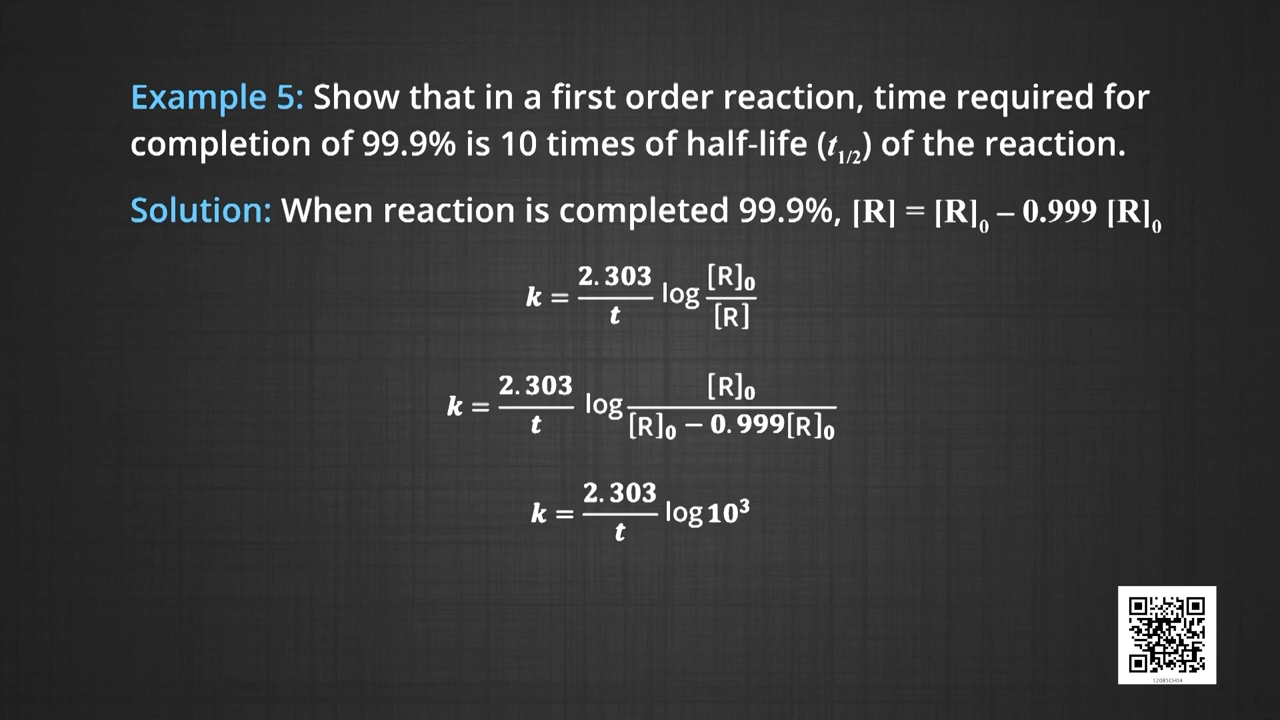 Example 5: Show that in a first order reaction, time required for
completion of 99.9% is 10 times of half-life (t₁/₂) of the reaction.
Solution: When reaction is completed 99.9%, [R] = [R]₀ – 0.999 [R]₀
k = 2.303/t log [R]₀/[R]
k = 2.303/t log [R]₀/([R]₀ − 0.999[R]₀)
k = 2.303/t log 10³
12085CH04